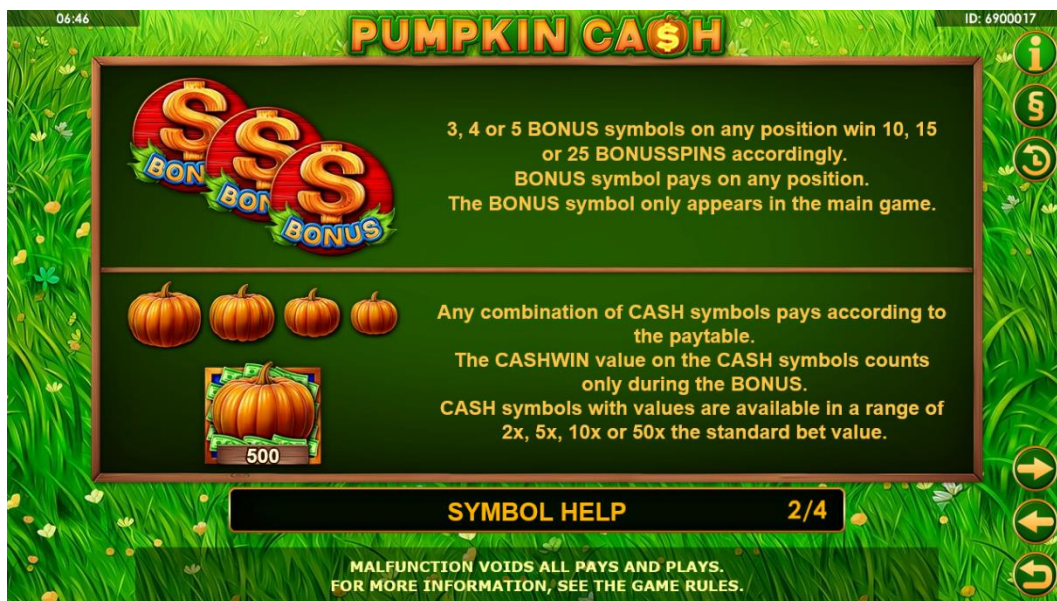 06:46
PUMPKIN CA$H
ID: 6900017
i
§
BONUS
BONUS
BONUS
3, 4 or 5 BONUS symbols on any position win 10, 15
or 25 BONUSSPINS accordingly.
BONUS symbol pays on any position.
The BONUS symbol only appears in the main game.
Any combination of CASH symbols pays according to
the paytable.
The CASHWIN value on the CASH symbols counts
only during the BONUS.
CASH symbols with values are available in a range of
2x, 5x, 10x or 50x the standard bet value.
500
SYMBOL HELP 2/4
MALFUNCTION VOIDS ALL PAYS AND PLAYS.
FOR MORE INFORMATION, SEE THE GAME RULES.